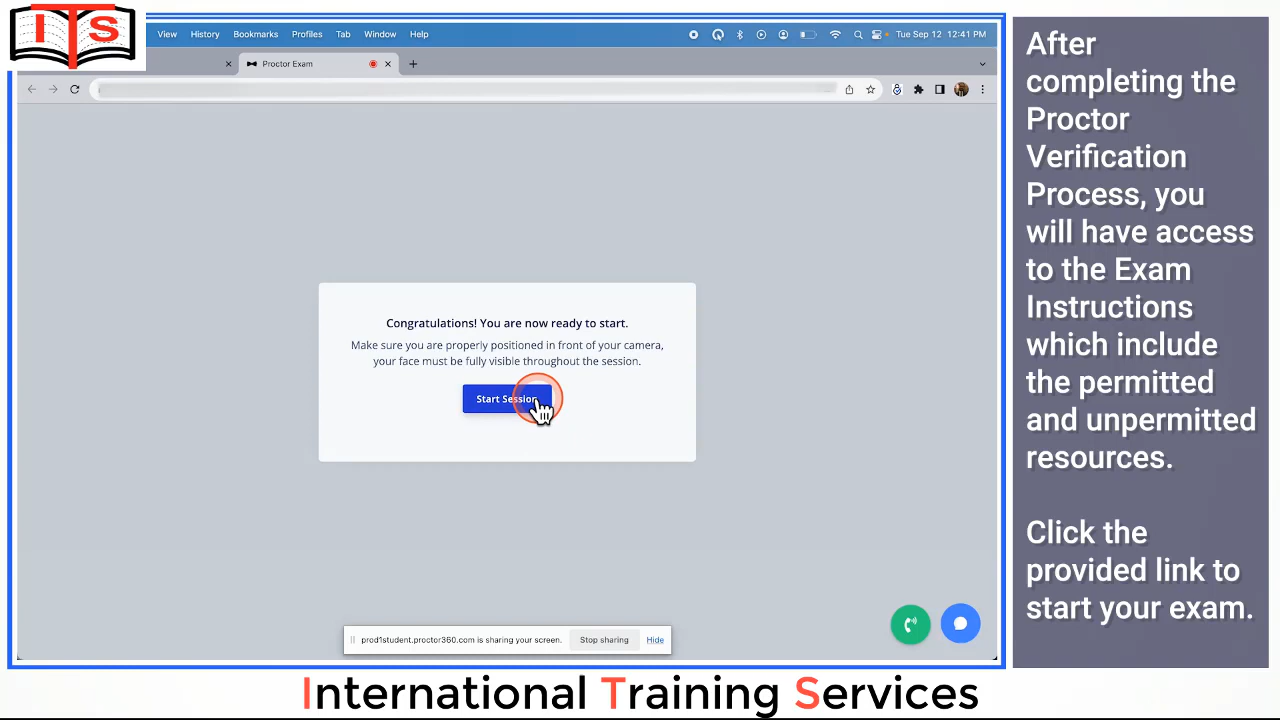 ITS
View History Bookmarks Profiles Tab Window Help Tue Sep 12 12:41 PM
Proctor Exam
Congratulations! You are now ready to start.
Make sure you are properly positioned in front of your camera,
your face must be fully visible throughout the session.
Start Session
prod1student.proctor360.com is sharing your screen. Stop sharing Hide
After
completing the
Proctor
Verification
Process, you
will have access
to the Exam
Instructions
which include
the permitted
and unpermitted
resources.
Click the
provided link to
start your exam.
International Training Services